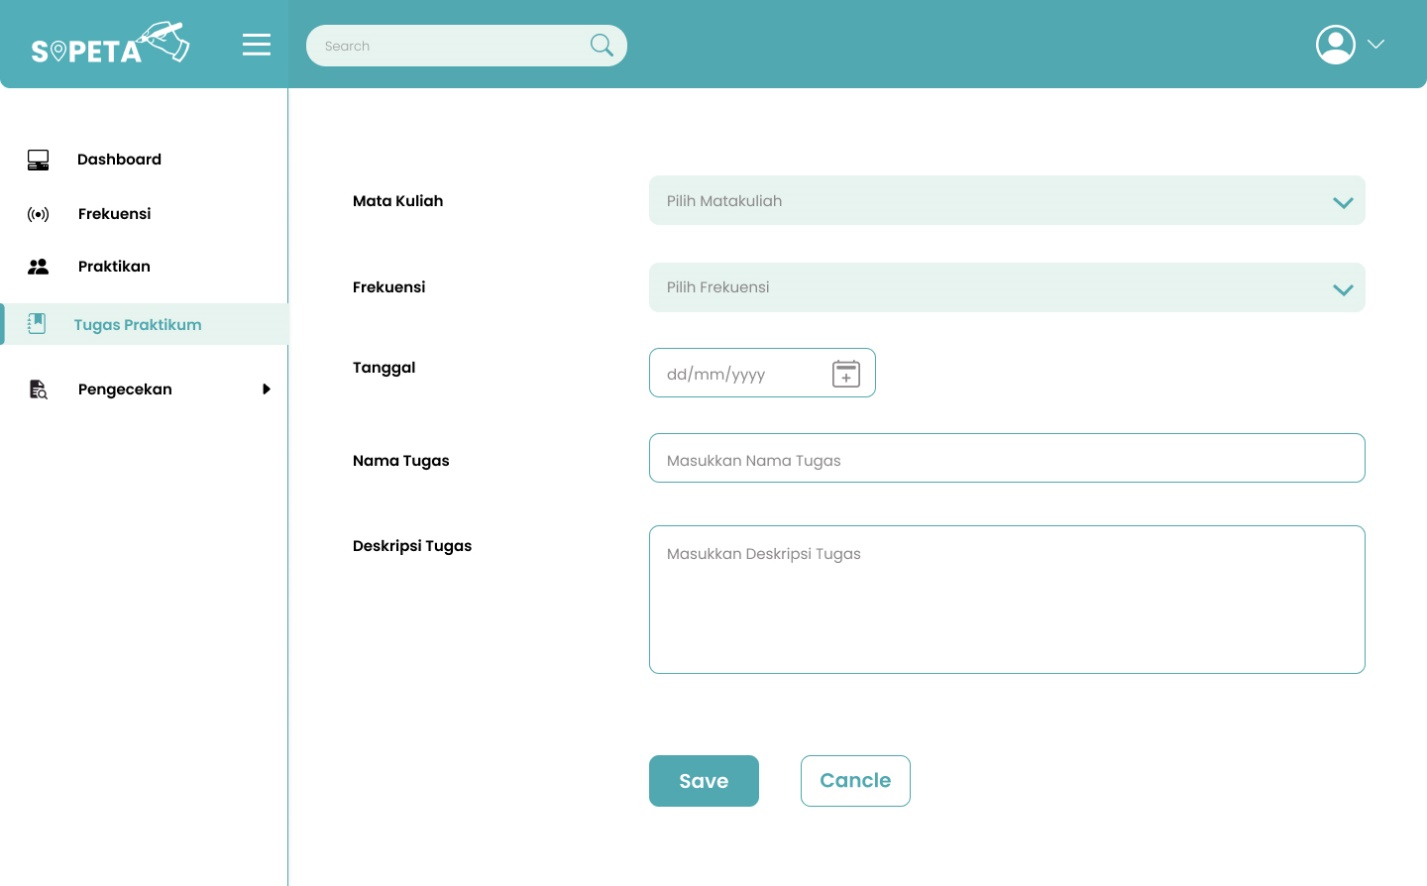 SOPETA
Search
Dashboard
Frekuensi
Praktikan
Tugas Praktikum
Pengecekan
Mata Kuliah
Pilih Matakuliah
Frekuensi
Pilih Frekuensi
Tanggal
dd/mm/yyyy
Nama Tugas
Masukkan Nama Tugas
Deskripsi Tugas
Masukkan Deskripsi Tugas
Save
Cancle